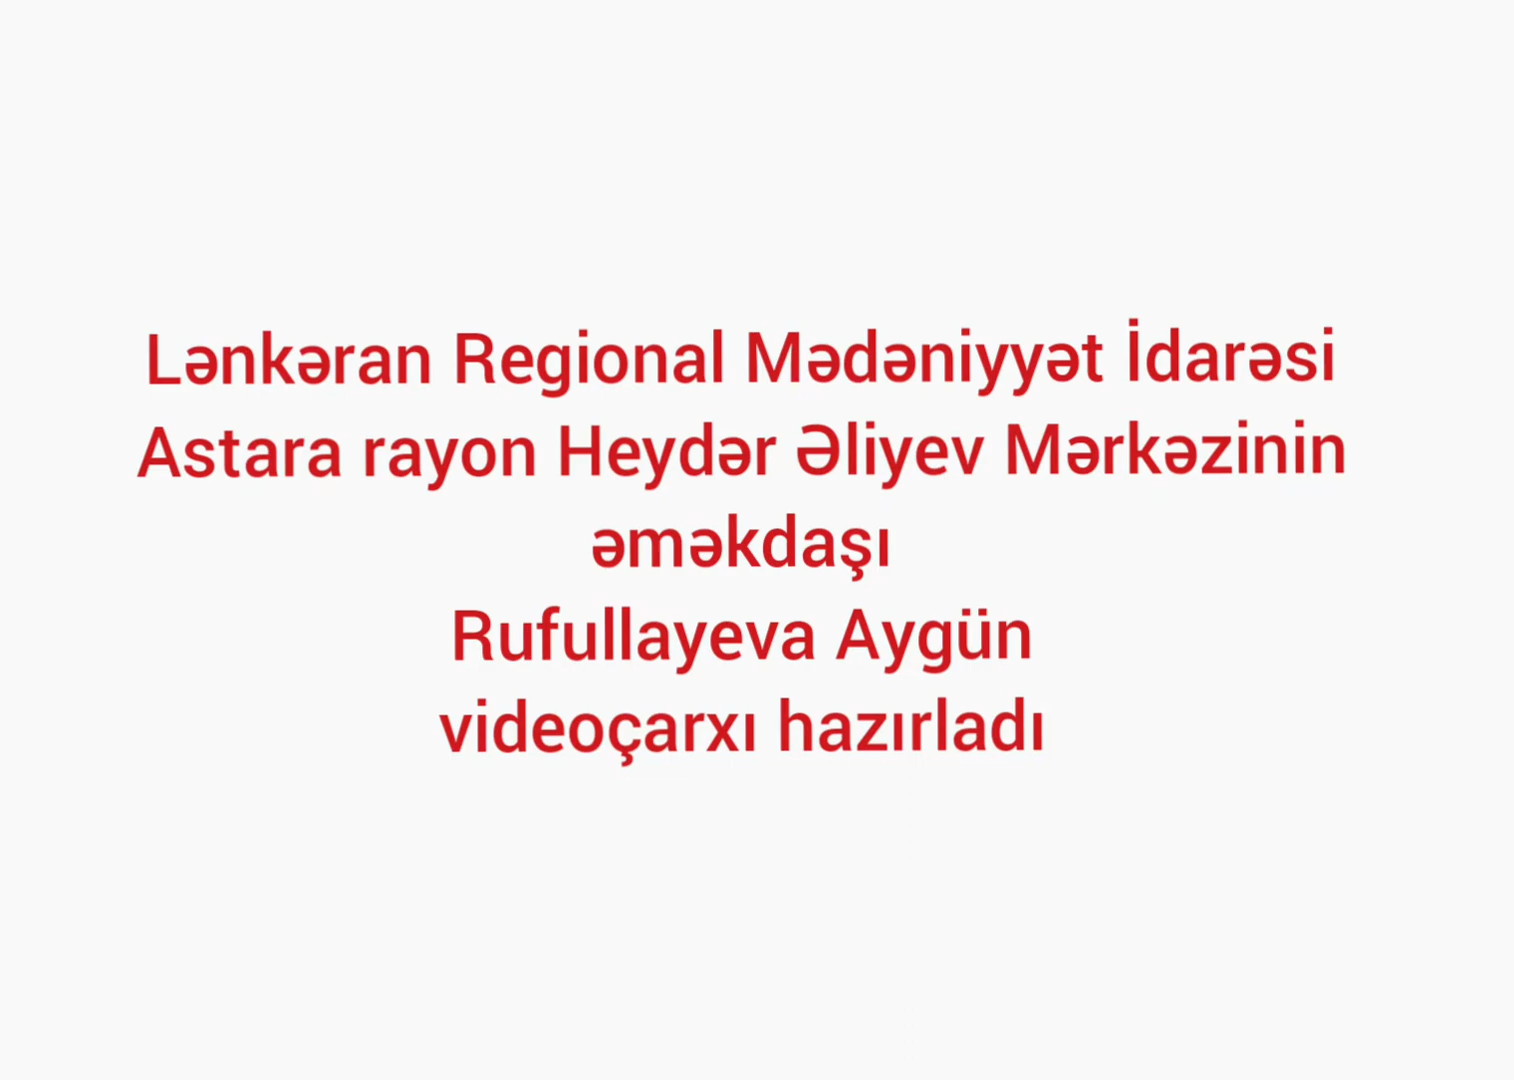 Lənkəran Regional Mədəniyyət İdarəsi
Astara rayon Heydər Əliyev Mərkəzinin
əməkdaşı
Rufullayeva Aygün
videoçarxı hazırladı